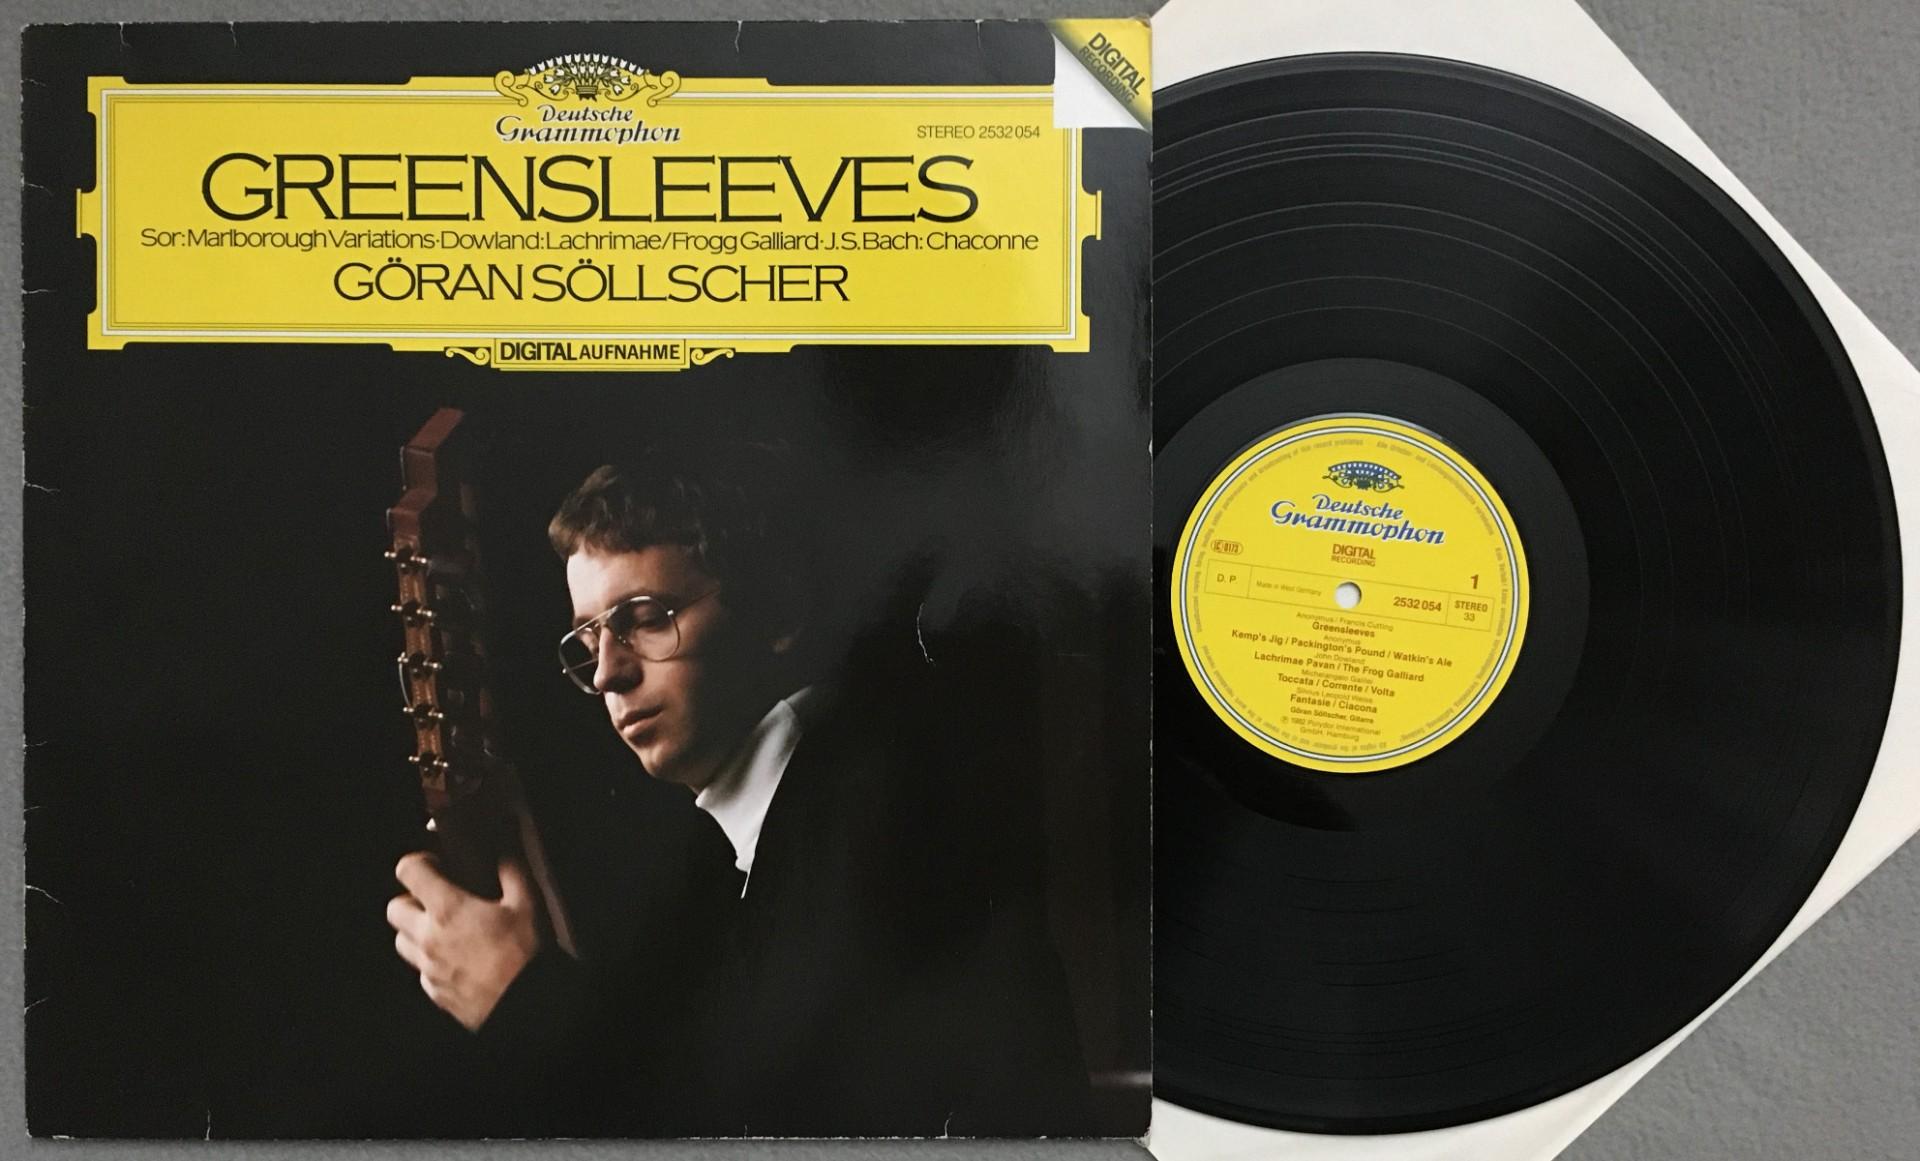 DIGITAL
RECORDING
Deutsche
Grammophon
STEREO 2532 054
GREENSLEEVES
Sor: Marlborough Variations · Dowland: Lachrimae/Frogg Galliard · J.S. Bach: Chaconne
GÖRAN SÖLLSCHER
DIGITAL AUFNAHME
Deutsche
Grammophon
DIGITAL
RECORDING
1
D. P.
Made in West Germany
2532 054
STEREO
33
Anonymus / Francis Cutting
Greensleeves
Anonymus
Kemp's Jig / Packington's Pound / Watkin's Ale
John Dowland
Lachrimae Pavan / The Frog Galliard
Michelangelo Galilei
Toccata / Corrente / Volta
Silvius Leopold Weiss
Fantasie / Ciacona
Göran Söllscher, Gitarre
℗ 1982 Polydor International
GmbH, Hamburg